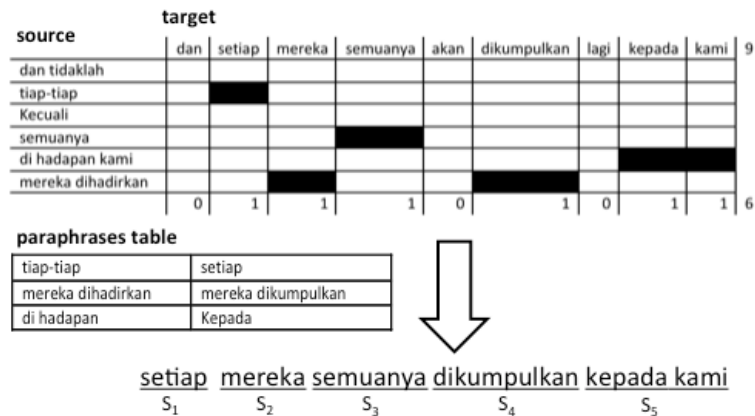 target
source
dan setiap mereka semuanya akan dikumpulkan lagi kepada kami 9
dan tidaklah
tiap-tiap
Kecuali
semuanya
di hadapan kami
mereka dihadirkan
0 1 1 1 0 1 0 1 1 6
paraphrases table
tiap-tiap setiap
mereka dihadirkan mereka dikumpulkan
di hadapan Kepada
setiap mereka semuanya dikumpulkan kepada kami
S1 S2 S3 S4 S5